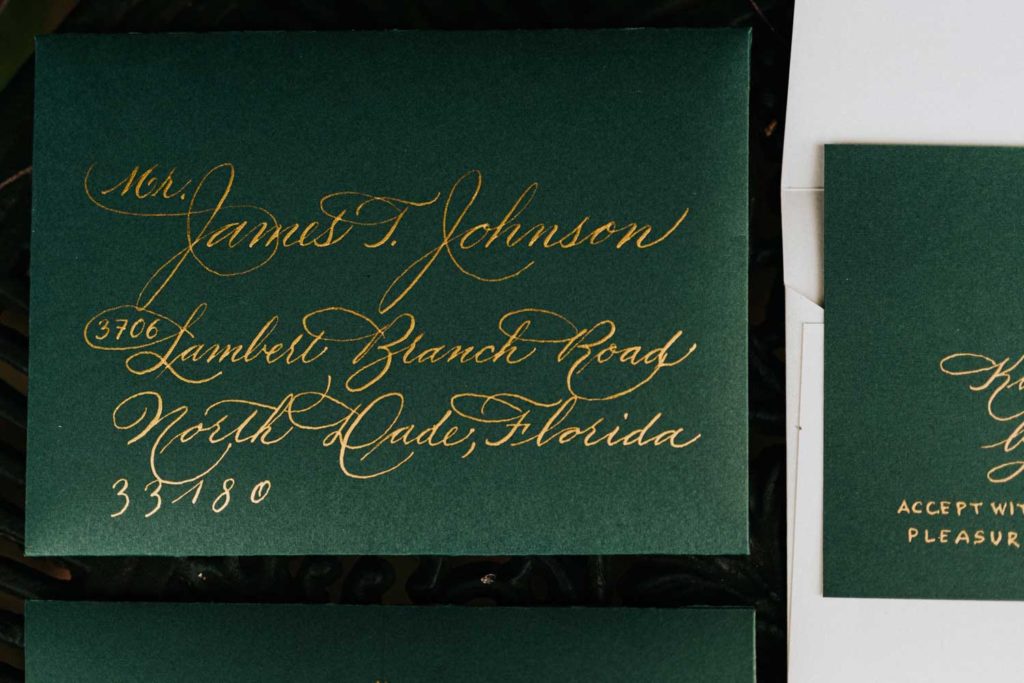 Mr. James T. Johnson
3706 Lambert Branch Road
North Dade, Florida
33180
ACCEPT WIT
PLEASUR